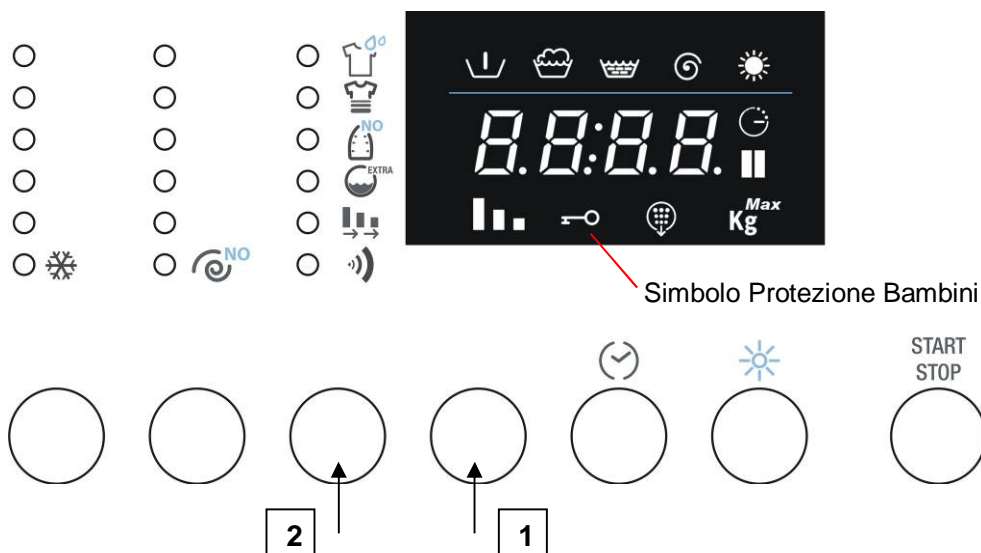 NO
EXTRA
NO
8.8:8.8.
Kg Max
Simbolo Protezione Bambini
START
STOP
2
1